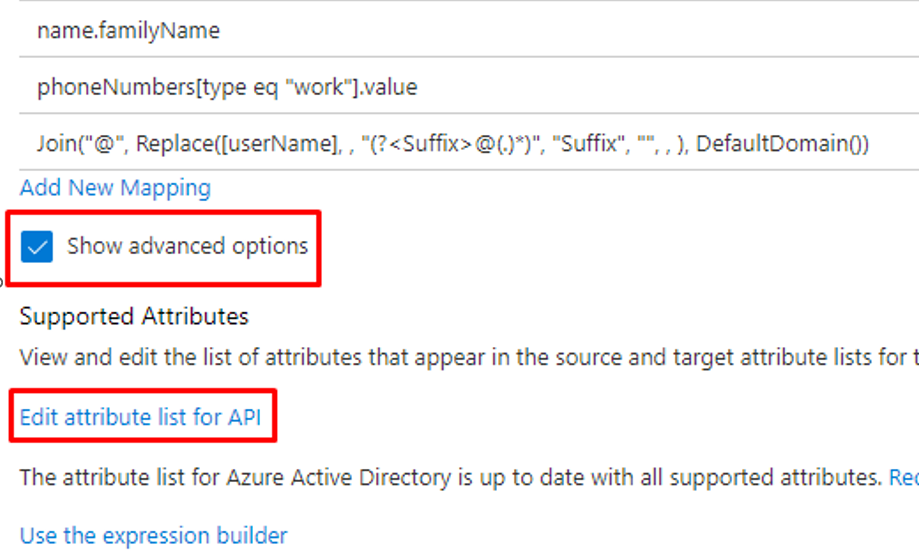 name.familyName
phoneNumbers[type eq "work"].value
Join("@", Replace([userName], , "(?<Suffix>@(.)*)", "Suffix", "", , ), DefaultDomain())
Add New Mapping
Show advanced options
Supported Attributes
View and edit the list of attributes that appear in the source and target attribute lists for
Edit attribute list for API
The attribute list for Azure Active Directory is up to date with all supported attributes.
Use the expression builder